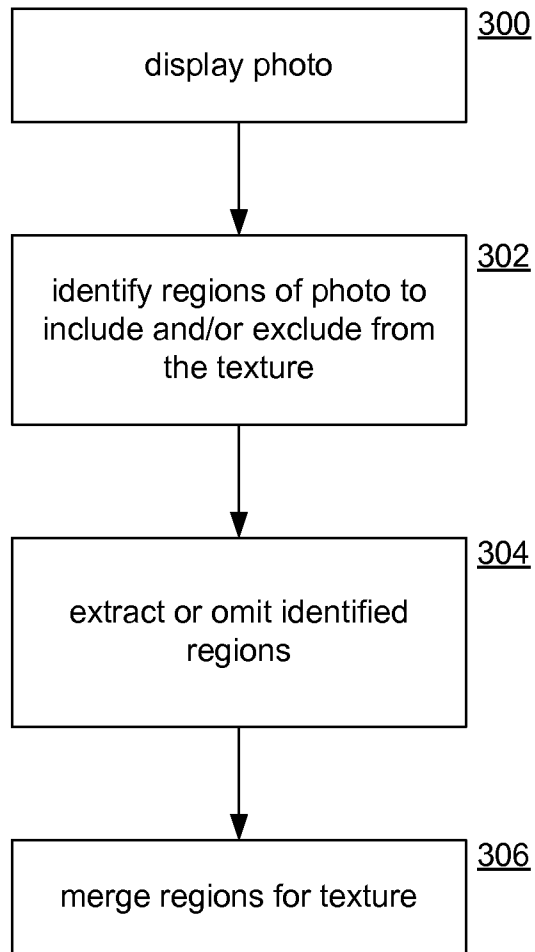 300
display photo
302
identify regions of photo to
include and/or exclude from
the texture
304
extract or omit identified
regions
306
merge regions for texture